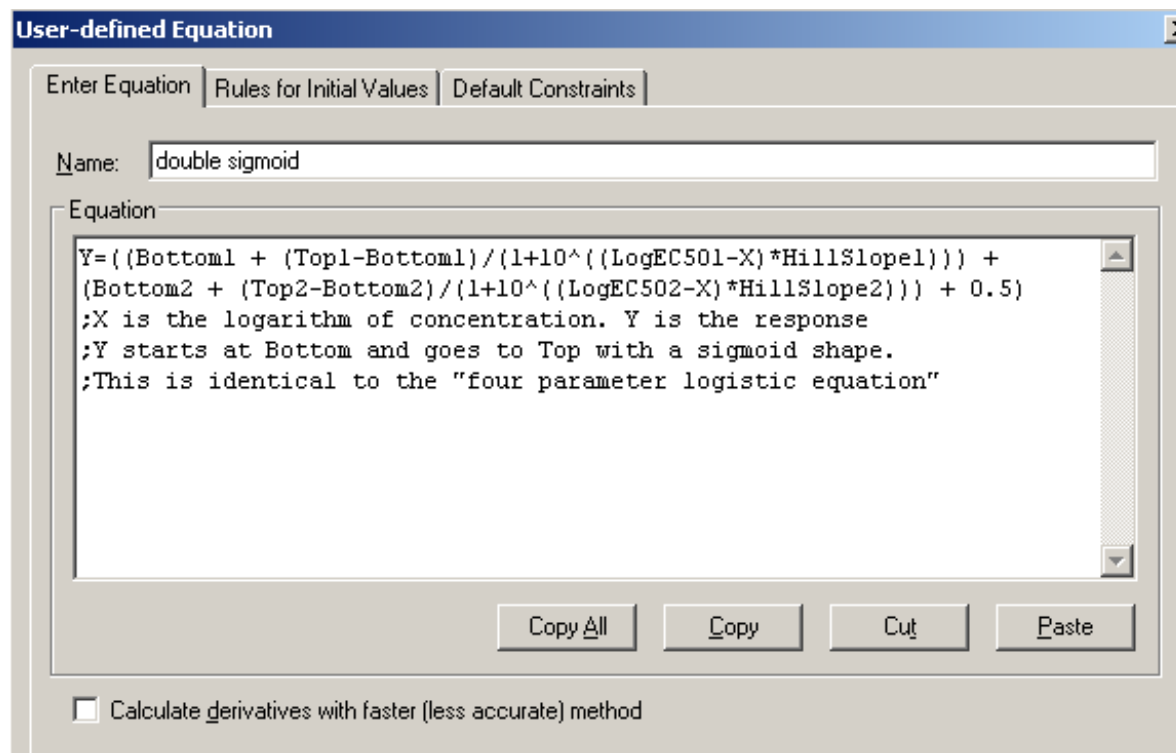 User-defined Equation
Enter Equation Rules for Initial Values Default Constraints
Name: double sigmoid
Equation
Y=((Bottom1 + (Top1-Bottom1)/(1+10^((LogEC501-X)*HillSlope1))) +
(Bottom2 + (Top2-Bottom2)/(1+10^((LogEC502-X)*HillSlope2))) + 0.5)
;X is the logarithm of concentration. Y is the response
;Y starts at Bottom and goes to Top with a sigmoid shape.
;This is identical to the "four parameter logistic equation"
Copy All Copy Cut Paste
Calculate derivatives with faster (less accurate) method